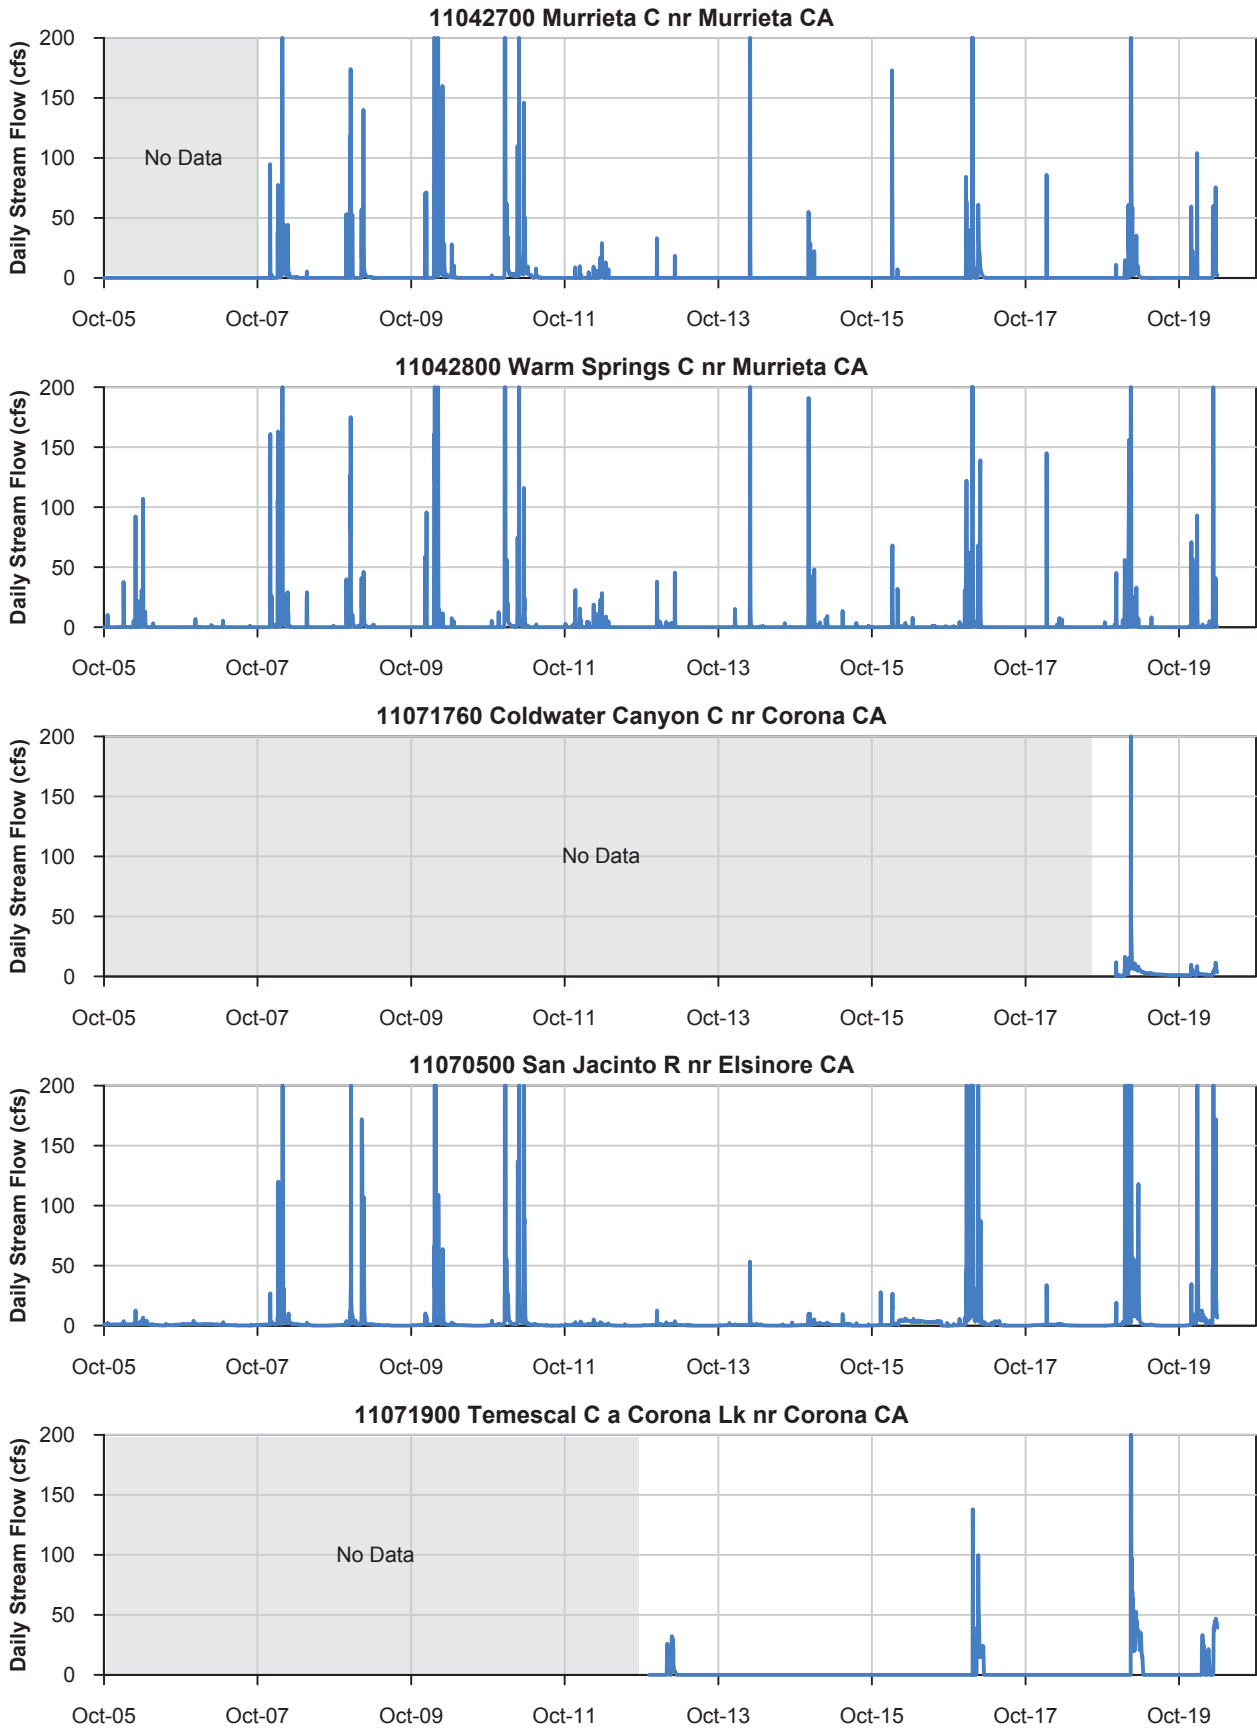 11042700 Murrieta C nr Murrieta CA
Daily Stream Flow (cfs)
200
150
100
50
0
No Data
Oct-05 Oct-07 Oct-09 Oct-11 Oct-13 Oct-15 Oct-17 Oct-19
11042800 Warm Springs C nr Murrieta CA
Daily Stream Flow (cfs)
200
150
100
50
0
Oct-05 Oct-07 Oct-09 Oct-11 Oct-13 Oct-15 Oct-17 Oct-19
11071760 Coldwater Canyon C nr Corona CA
Daily Stream Flow (cfs)
200
150
100
50
0
No Data
Oct-05 Oct-07 Oct-09 Oct-11 Oct-13 Oct-15 Oct-17 Oct-19
11070500 San Jacinto R nr Elsinore CA
Daily Stream Flow (cfs)
200
150
100
50
0
Oct-05 Oct-07 Oct-09 Oct-11 Oct-13 Oct-15 Oct-17 Oct-19
11071900 Temescal C a Corona Lk nr Corona CA
Daily Stream Flow (cfs)
200
150
100
50
0
No Data
Oct-05 Oct-07 Oct-09 Oct-11 Oct-13 Oct-15 Oct-17 Oct-19